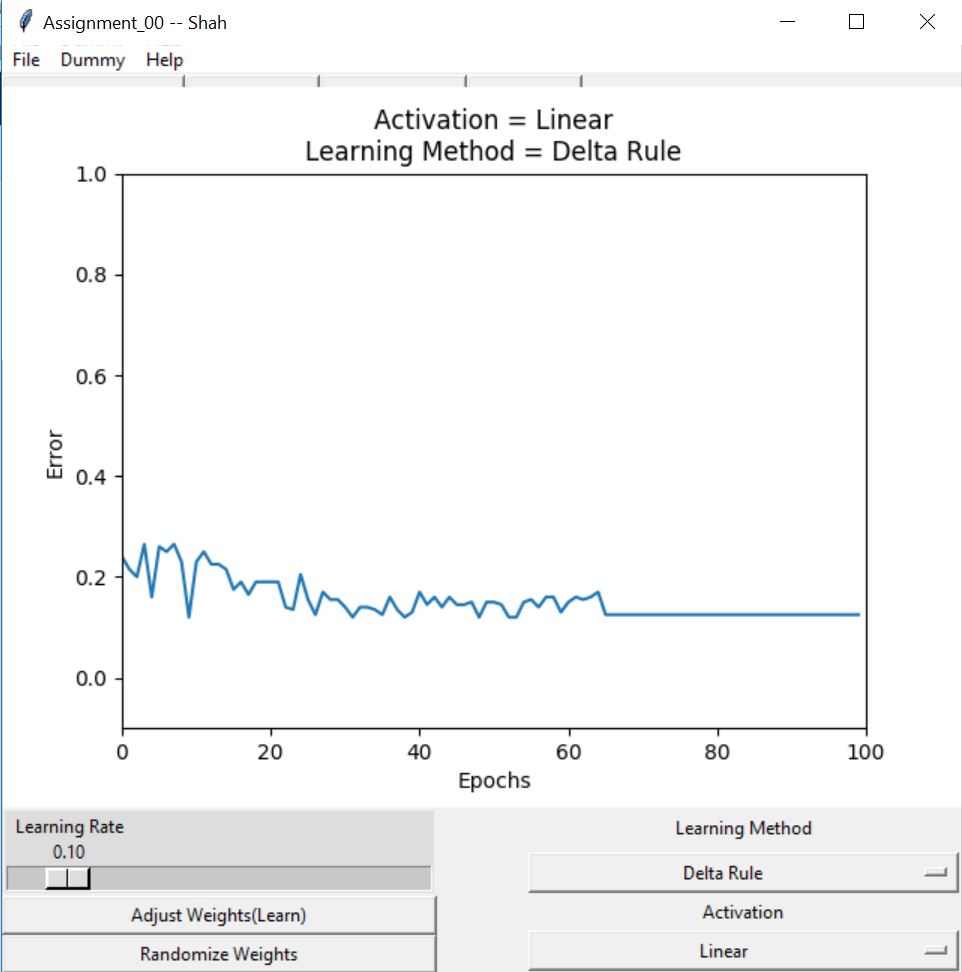 Assignment_00 -- Shah
File Dummy Help
Activation = Linear
Learning Method = Delta Rule
1.0
0.8
0.6
0.4
0.2
0.0
Error
0 20 40 60 80 100
Epochs
Learning Rate
0.10
Adjust Weights(Learn)
Randomize Weights
Learning Method
Delta Rule
Activation
Linear